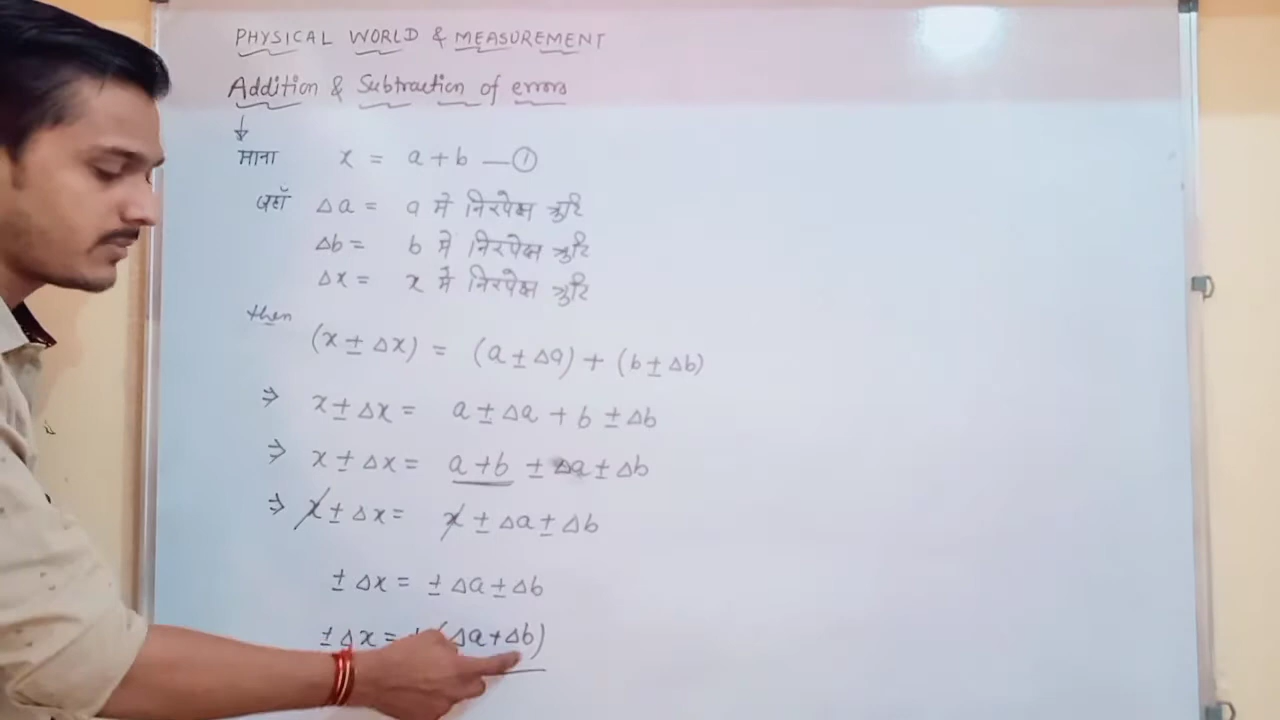 PHYSICAL WORLD & MEASUREMENT
Addition & Subtraction of errors
↓
माना x = a + b —①
जहाँ Δa = a में निरपेक्ष त्रुटि
Δb = b में निरपेक्ष त्रुटि
Δx = x में निरपेक्ष त्रुटि
then
(x ± Δx) = (a ± Δa) + (b ± Δb)
⇒ x ± Δx = a ± Δa + b ± Δb
⇒ x ± Δx = a + b ± Δa ± Δb
⇒ x ± Δx = x ± Δa ± Δb
± Δx = ± Δa ± Δb
± Δx = (Δa + Δb)